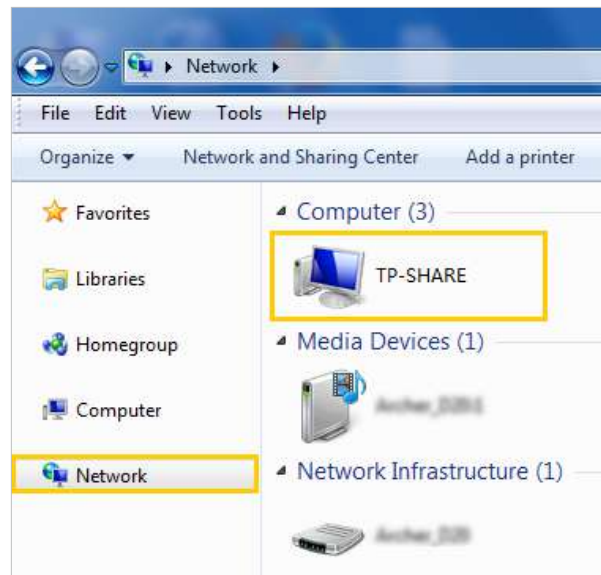 Network
File Edit View Tools Help
Organize Network and Sharing Center Add a printer
Favorites
Libraries
Homegroup
Computer
Network
Computer (3)
TP-SHARE
Media Devices (1)
Network Infrastructure (1)